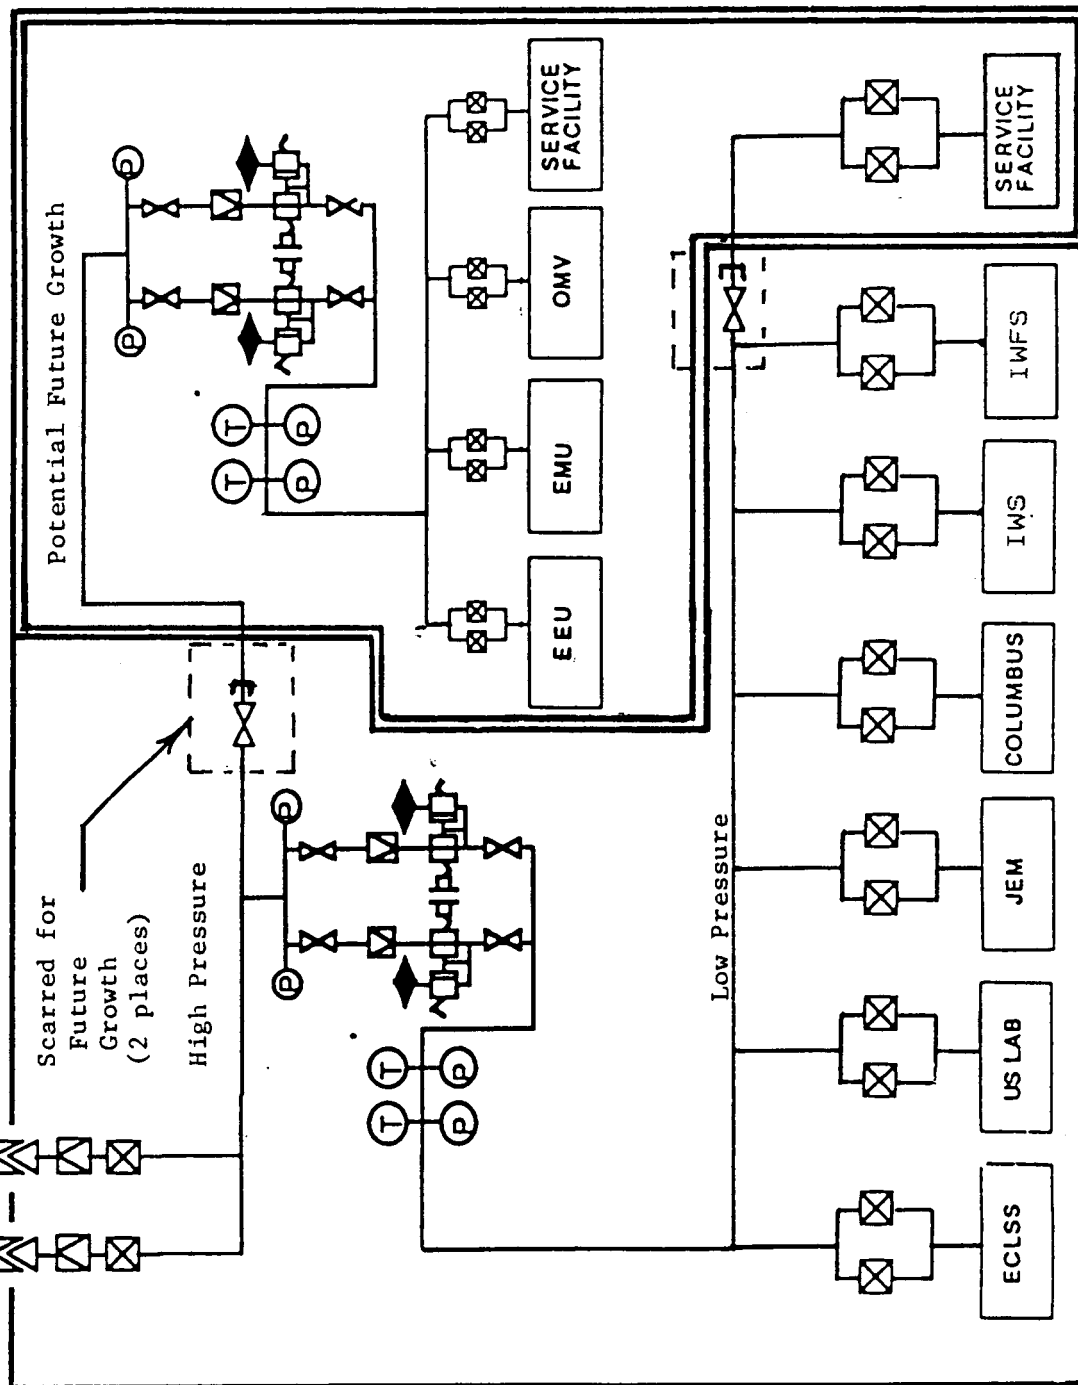 Scarred for
Future
Growth
(2 places)
High Pressure
Potential Future Growth
P
P
P
P
T
T
P
P
T
T
P
P
EEU
EMU
OMV
SERVICE
FACILITY
Low Pressure
ECLSS
US LAB
JEM
COLUMBUS
IWS
IWFS
SERVICE
FACILITY